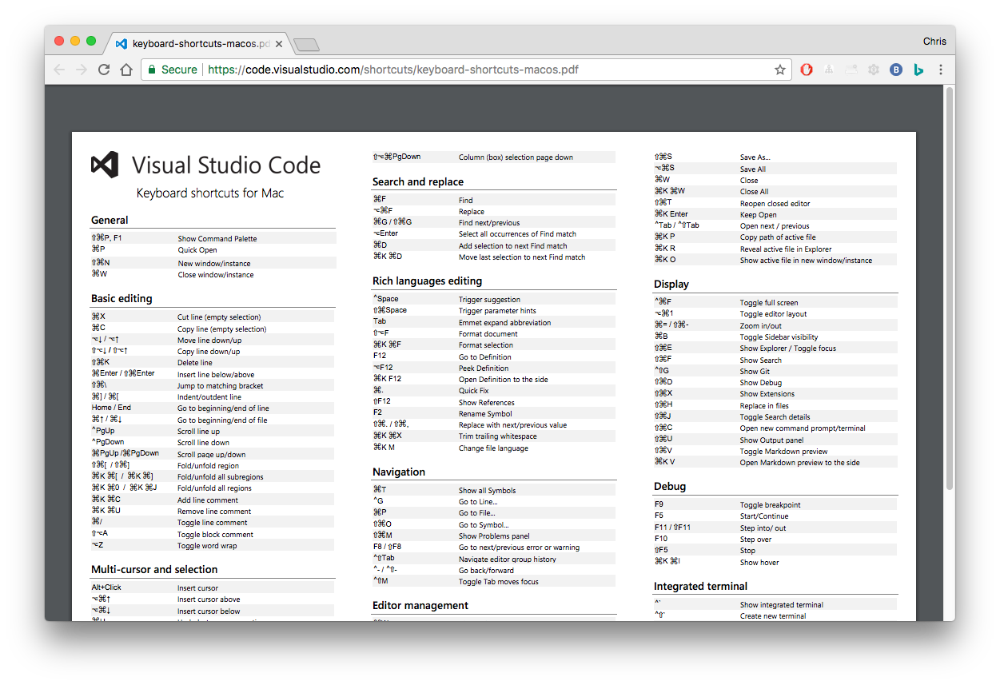 keyboard-shortcuts-macos.pd
Chris
Secure
https://code.visualstudio.com/shortcuts/keyboard-shortcuts-macos.pdf
Visual Studio Code
Keyboard shortcuts for Mac
General
⇧⌘P, F1 Show Command Palette
⌘P Quick Open
⇧⌘N New window/instance
⌘W Close window/instance
Basic editing
⌘X Cut line (empty selection)
⌘C Copy line (empty selection)
⌥↓ / ⌥↑ Move line down/up
⇧⌥↓ / ⇧⌥↑ Copy line down/up
⇧⌘K Delete line
⌘Enter / ⇧⌘Enter Insert line below/above
⇧⌘\ Jump to matching bracket
⌘] / ⌘[ Indent/outdent line
Home / End Go to beginning/end of line
⌘↑ / ⌘↓ Go to beginning/end of file
^PgUp Scroll line up
^PgDown Scroll line down
⌘PgUp /⌘PgDown Scroll page up/down
⇧⌘[ / ⇧⌘] Fold/unfold region
⌘K ⌘[ / ⌘K ⌘] Fold/unfold all subregions
⌘K ⌘0 / ⌘K ⌘J Fold/unfold all regions
⌘K ⌘C Add line comment
⌘K ⌘U Remove line comment
⌘/ Toggle line comment
⇧⌥A Toggle block comment
⌥Z Toggle word wrap
Multi-cursor and selection
Alt+Click Insert cursor
⌥⌘↑ Insert cursor above
⌥⌘↓ Insert cursor below
⇧⌥⌘PgDown Column (box) selection page down
Search and replace
⌘F Find
⌥⌘F Replace
⌘G / ⇧⌘G Find next/previous
⌥Enter Select all occurrences of Find match
⌘D Add selection to next Find match
⌘K ⌘D Move last selection to next Find match
Rich languages editing
^Space Trigger suggestion
⇧⌘Space Trigger parameter hints
Tab Emmet expand abbreviation
⇧⌥F Format document
⌘K ⌘F Format selection
F12 Go to Definition
⌥F12 Peek Definition
⌘K F12 Open Definition to the side
⌘. Quick Fix
⇧F12 Show References
F2 Rename Symbol
⇧⌘. / ⇧⌘, Replace with next/previous value
⌘K ⌘X Trim trailing whitespace
⌘K M Change file language
Navigation
⌘T Show all Symbols
^G Go to Line...
⌘P Go to File...
⇧⌘O Go to Symbol...
⇧⌘M Show Problems panel
F8 / ⇧F8 Go to next/previous error or warning
^⇧Tab Navigate editor group history
^- / ^⇧- Go back/forward
^⇧M Toggle Tab moves focus
Editor management
⇧⌘S Save As...
⌥⌘S Save All
⌘W Close
⌘K ⌘W Close All
⇧⌘T Reopen closed editor
⌘K Enter Keep Open
^Tab / ^⇧Tab Open next / previous
⌘K P Copy path of active file
⌘K R Reveal active file in Explorer
⌘K O Show active file in new window/instance
Display
^⌘F Toggle full screen
⌥⌘1 Toggle editor layout
⌘= / ⇧⌘- Zoom in/out
⌘B Toggle Sidebar visibility
⇧⌘E Show Explorer / Toggle focus
⇧⌘F Show Search
^⇧G Show Git
⇧⌘D Show Debug
⇧⌘X Show Extensions
⇧⌘H Replace in files
⇧⌘J Toggle Search details
⇧⌘C Open new command prompt/terminal
⇧⌘U Show Output panel
⇧⌘V Toggle Markdown preview
⌘K V Open Markdown preview to the side
Debug
F9 Toggle breakpoint
F5 Start/Continue
F11 / ⇧F11 Step into/ out
F10 Step over
⇧F5 Stop
⌘K ⌘I Show hover
Integrated terminal
^` Show integrated terminal
^⇧` Create new terminal